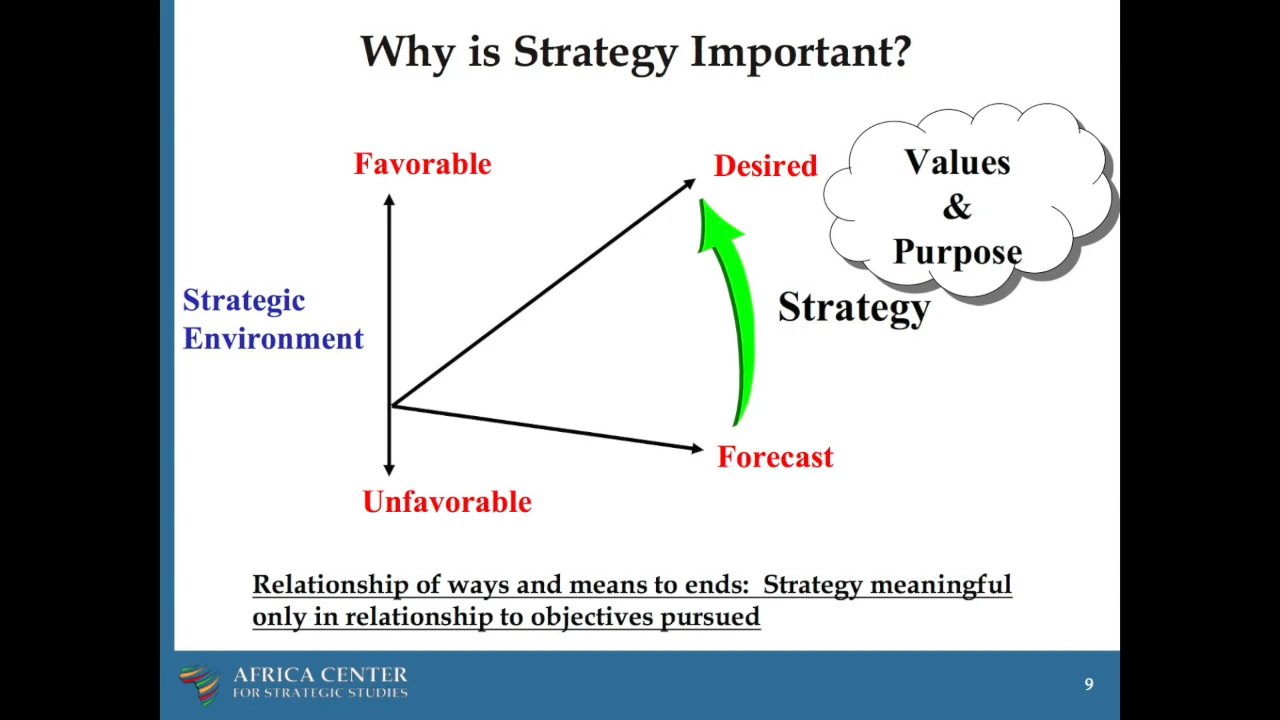 Why is Strategy Important?
Favorable
Desired
Values
&
Purpose
Strategic
Environment
Strategy
Forecast
Unfavorable
Relationship of ways and means to ends:  Strategy meaningful
only in relationship to objectives pursued
AFRICA CENTER
FOR STRATEGIC STUDIES
9